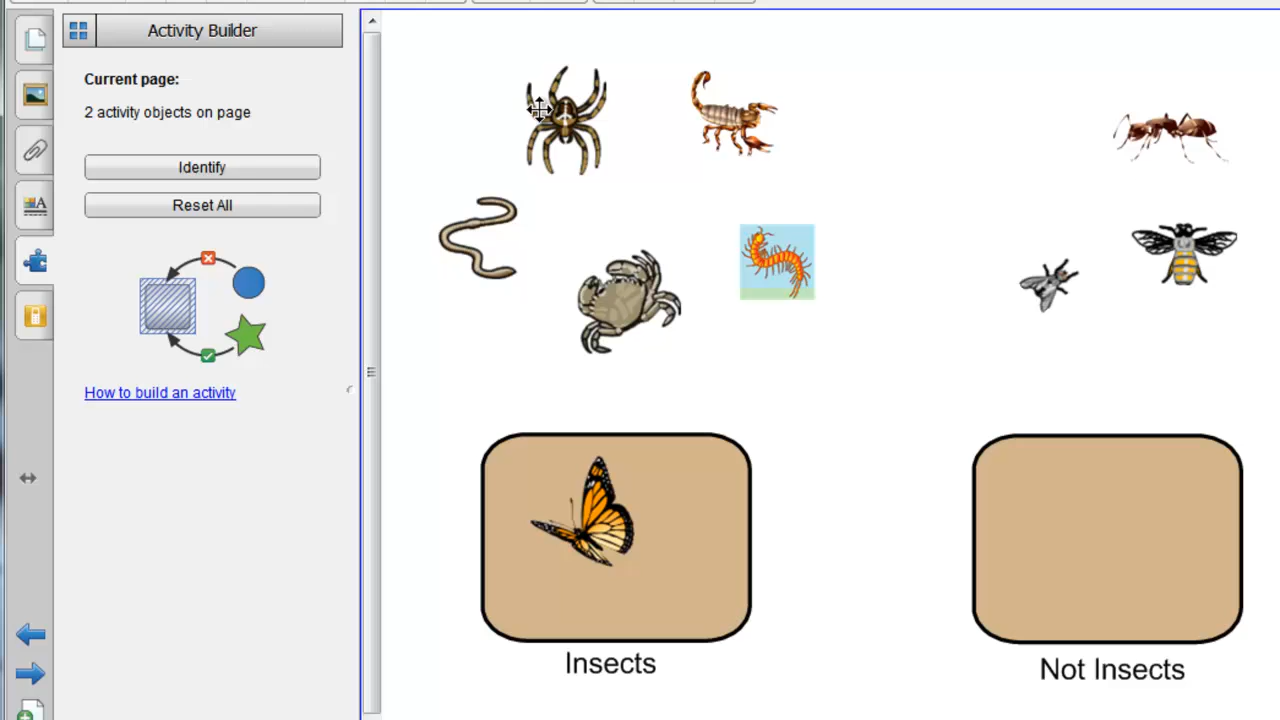 Activity Builder
Current page:
2 activity objects on page
Identify
Reset All
How to build an activity
Insects
Not Insects